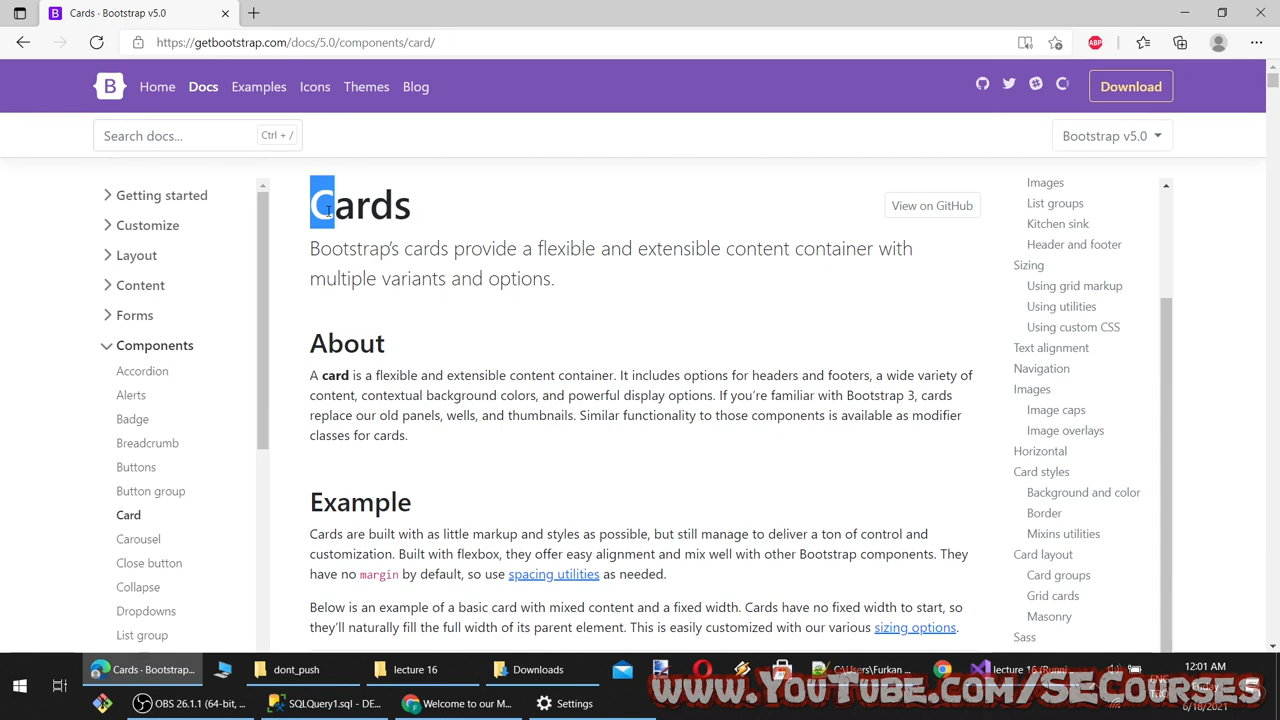 Cards · Bootstrap v5.0
https://getbootstrap.com/docs/5.0/components/card/
ABP
B
Home
Docs
Examples
Icons
Themes
Blog
Download
Search docs...
Ctrl + /
Bootstrap v5.0
Getting started
Customize
Layout
Content
Forms
Components
Accordion
Alerts
Badge
Breadcrumb
Buttons
Button group
Card
Carousel
Close button
Collapse
Dropdowns
List group
Cards
View on GitHub
Bootstrap's cards provide a flexible and extensible content container with
multiple variants and options.
About
A card is a flexible and extensible content container. It includes options for headers and footers, a wide variety of
content, contextual background colors, and powerful display options. If you're familiar with Bootstrap 3, cards
replace our old panels, wells, and thumbnails. Similar functionality to those components is available as modifier
classes for cards.
Example
Cards are built with as little markup and styles as possible, but still manage to deliver a ton of control and
customization. Built with flexbox, they offer easy alignment and mix well with other Bootstrap components. They
have no margin by default, so use spacing utilities as needed.
Below is an example of a basic card with mixed content and a fixed width. Cards have no fixed width to start, so
they'll naturally fill the full width of its parent element. This is easily customized with our various sizing options.
Images
List groups
Kitchen sink
Header and footer
Sizing
Using grid markup
Using utilities
Using custom CSS
Text alignment
Navigation
Images
Image caps
Image overlays
Horizontal
Card styles
Background and color
Border
Mixins utilities
Card layout
Card groups
Grid cards
Masonry
Sass
Cards · Bootstrap...
dont_push
lecture 16
Downloads
C:\Users\Furkan ...
lecture 16 (Runni...
ENG
12:01 AM
Friday
6/18/2021
OBS 26.1.1 (64-bit, ...
SQLQuery1.sql - DE...
Welcome to our M...
Settings
www.YouTube.com/SECourses